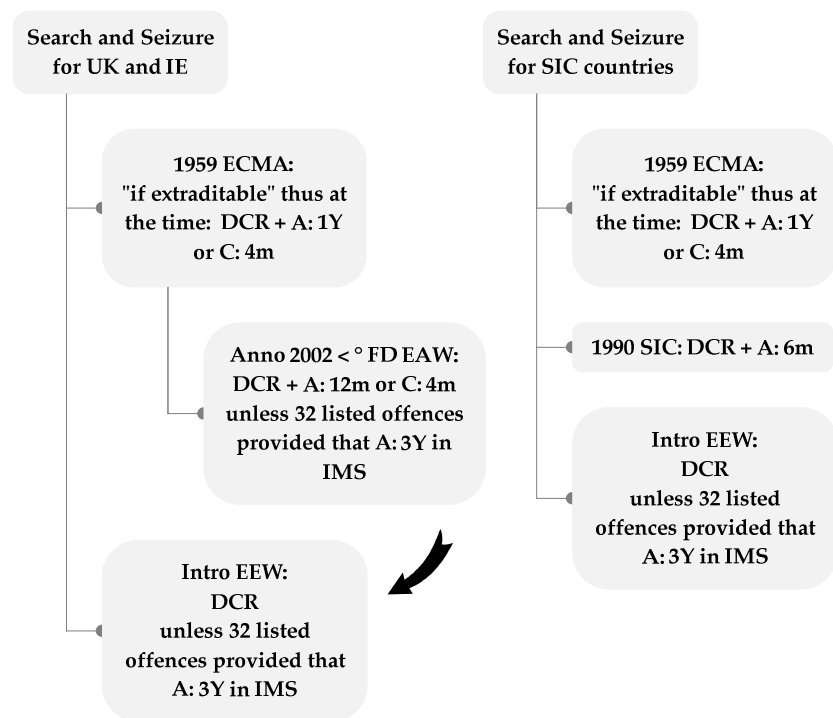 Search and Seizure
for UK and IE
1959 ECMA:
"if extraditable" thus at
the time: DCR + A: 1Y
or C: 4m
Anno 2002 < ° FD EAW:
DCR + A: 12m or C: 4m
unless 32 listed offences
provided that A: 3Y in
IMS
Intro EEW:
DCR
unless 32 listed
offences provided that
A: 3Y in IMS
Search and Seizure
for SIC countries
1959 ECMA:
"if extraditable" thus at
the time: DCR + A: 1Y
or C: 4m
1990 SIC: DCR + A: 6m
Intro EEW:
DCR
unless 32 listed
offences provided that
A: 3Y in IMS